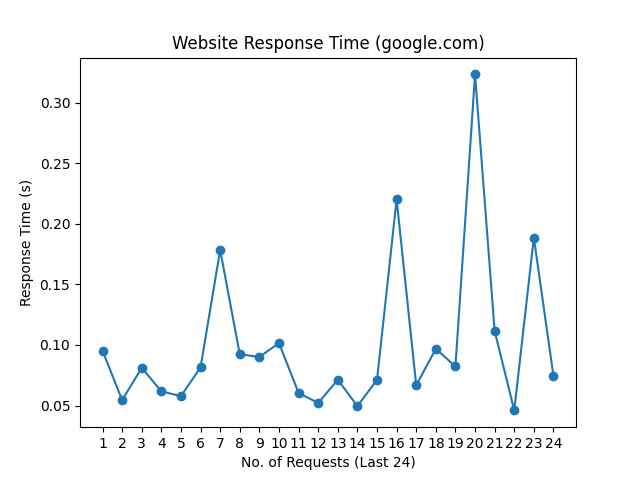 Website Response Time (google.com)
0.30
0.25
0.20
0.15
0.10
0.05
Response Time (s)
1 2 3 4 5 6 7 8 9 10 11 12 13 14 15 16 17 18 19 20 21 22 23 24
No. of Requests (Last 24)